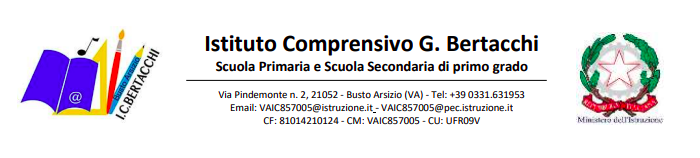 Istituto Comprensivo G. Bertacchi
Scuola Primaria e Scuola Secondaria di primo grado
Via Pindemonte n. 2, 21052 - Busto Arsizio (VA) - Tel: +39 0331.631953
Email: VAIC857005@istruzione.it - VAIC857005@pec.istruzione.it
CF: 81014210124 - CM: VAIC857005 - CU: UFR09V
@
Busto Arsizio
I.C.BERTACCHI
Ministero dell'Istruzione